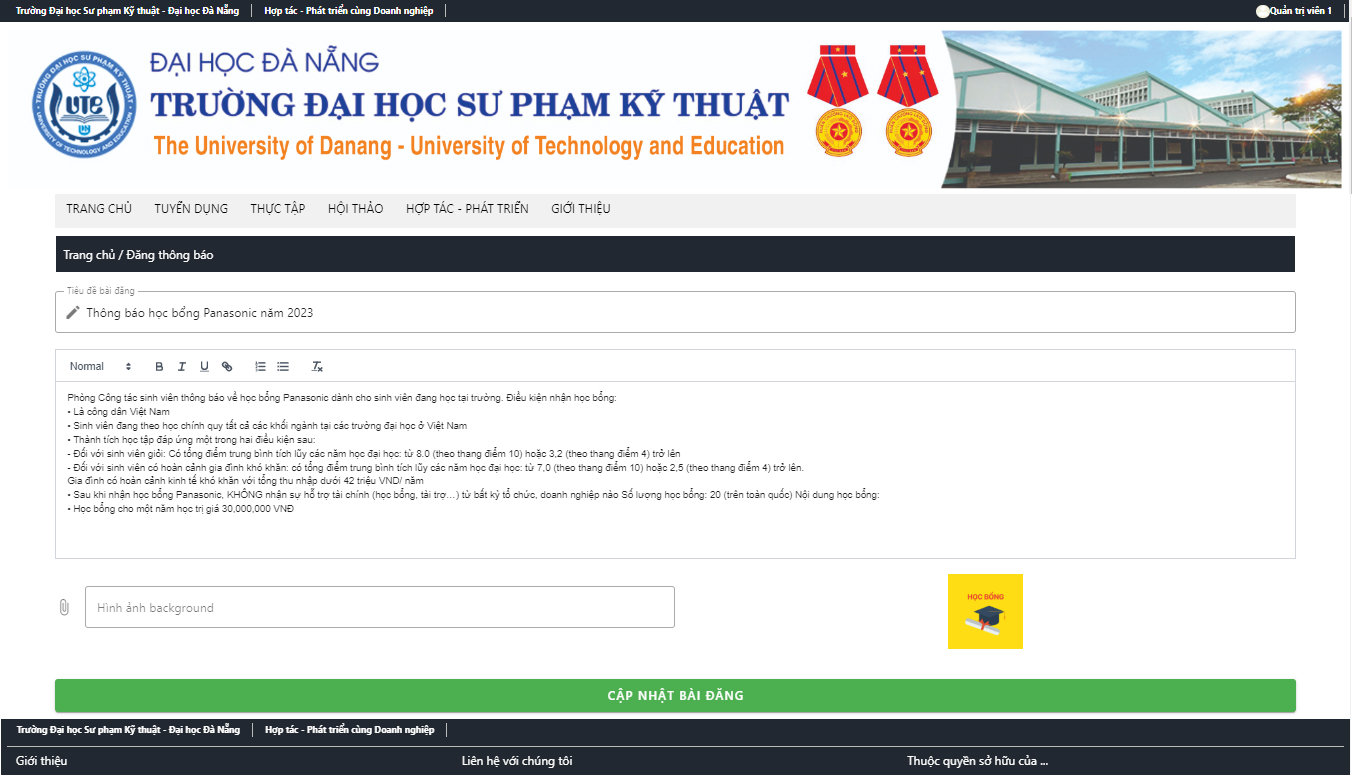 Trường Đại học Sư phạm Kỹ thuật - Đại học Đà Nẵng
Hợp tác - Phát triển cùng Doanh nghiệp
Quản trị viên 1
TRƯỜNG ĐẠI HỌC SƯ PHẠM KỸ THUẬT
UTE
UNIVERSITY OF TECHNOLOGY AND EDUCATION
ĐẠI HỌC ĐÀ NẴNG
TRƯỜNG ĐẠI HỌC SƯ PHẠM KỸ THUẬT
The University of Danang - University of Technology and Education
TRANG CHỦ
TUYỂN DỤNG
THỰC TẬP
HỘI THẢO
HỢP TÁC - PHÁT TRIỂN
GIỚI THIỆU
Trang chủ / Đăng thông báo
Tiêu đề bài đăng
Thông báo học bổng Panasonic năm 2023
Normal
Phòng Công tác sinh viên thông báo về học bổng Panasonic dành cho sinh viên đang học tại trường. Điều kiện nhận học bổng:
• Là công dân Việt Nam
• Sinh viên đang theo học chính quy tất cả các khối ngành tại các trường đại học ở Việt Nam
• Thành tích học tập đáp ứng một trong hai điều kiện sau:
- Đối với sinh viên giỏi: Có tổng điểm trung bình tích lũy các năm học đại học: từ 8.0 (theo thang điểm 10) hoặc 3,2 (theo thang điểm 4) trở lên
- Đối với sinh viên có hoàn cảnh gia đình khó khăn: có tổng điểm trung bình tích lũy các năm học đại học: từ 7,0 (theo thang điểm 10) hoặc 2,5 (theo thang điểm 4) trở lên.
Gia đình có hoàn cảnh kinh tế khó khăn với tổng thu nhập dưới 42 triệu VND/ năm
• Sau khi nhận học bổng Panasonic, KHÔNG nhận sự hỗ trợ tài chính (học bổng, tài trợ…) từ bất kỳ tổ chức, doanh nghiệp nào Số lượng học bổng: 20 (trên toàn quốc) Nội dung học bổng:
• Học bổng cho một năm học trị giá 30,000,000 VNĐ
Hình ảnh background
HỌC BỔNG
CẬP NHẬT BÀI ĐĂNG
Trường Đại học Sư phạm Kỹ thuật - Đại học Đà Nẵng
Hợp tác - Phát triển cùng Doanh nghiệp
Giới thiệu
Liên hệ với chúng tôi
Thuộc quyền sở hữu của ...